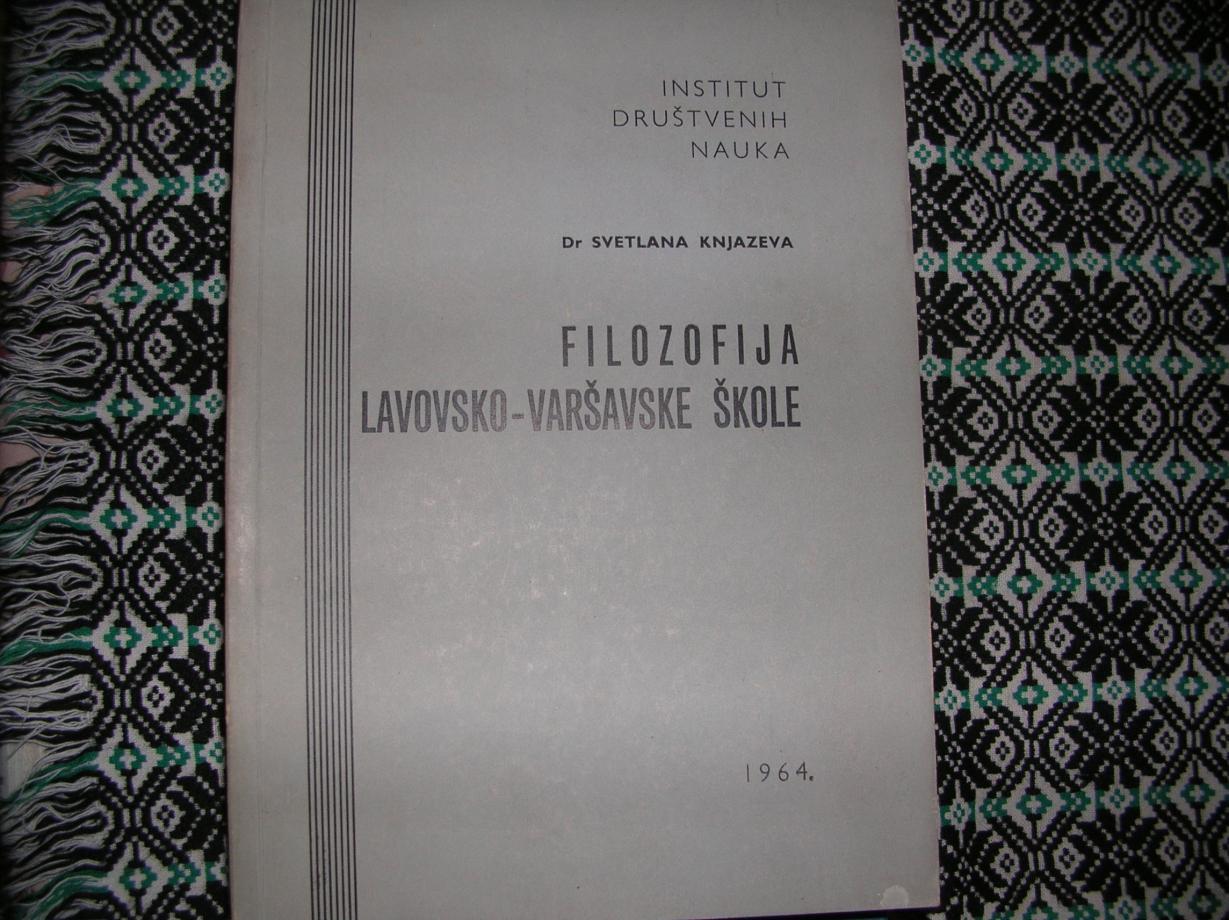 INSTITUT
DRUŠTVENIH
NAUKA
Dr SVETLANA KNJAZEVA
FILOZOFIJA
LAVOVSKO-VARŠAVSKE ŠKOLE
1964.